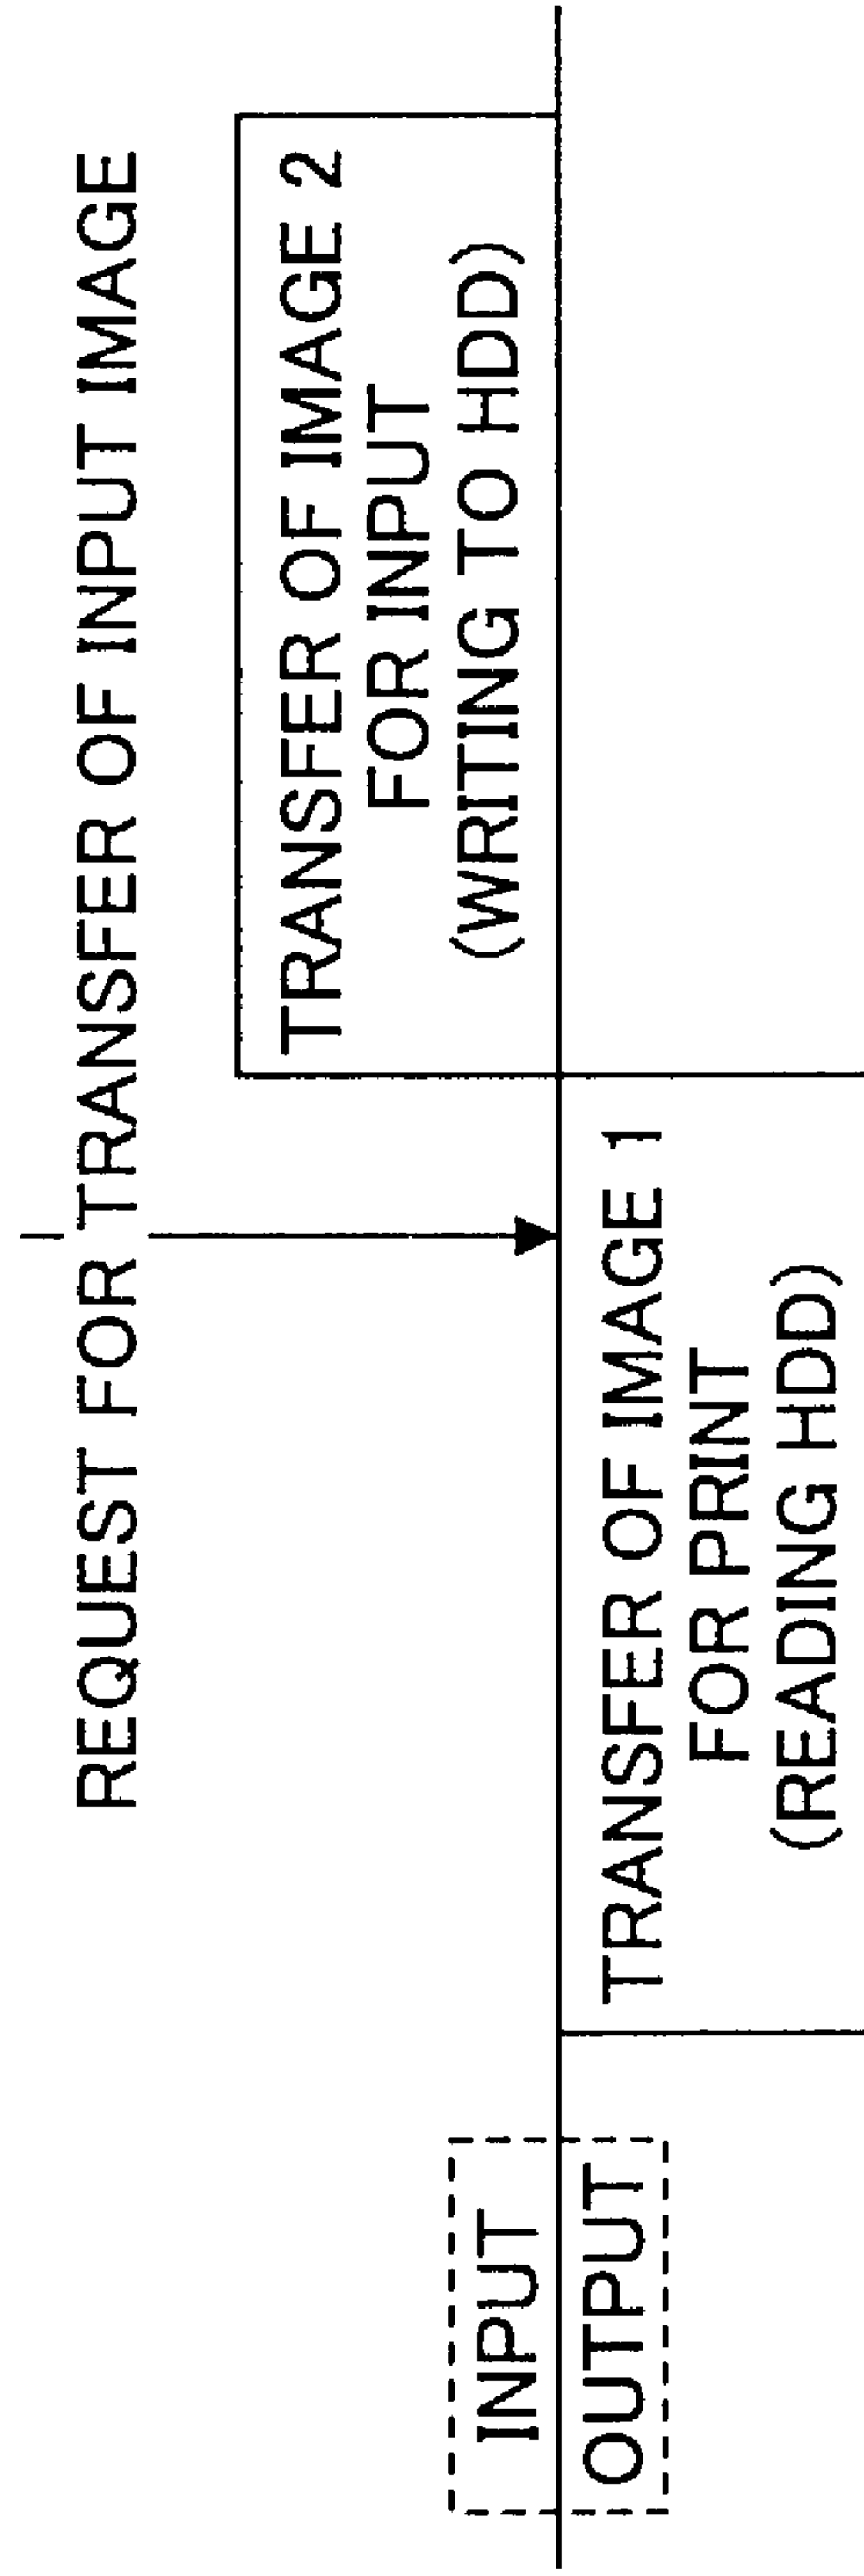 REQUEST FOR TRANSFER OF INPUT IMAGE
TRANSFER OF IMAGE 2
FOR INPUT
(WRITING TO HDD)
INPUT
OUTPUT
TRANSFER OF IMAGE 1
FOR PRINT
(READING HDD)